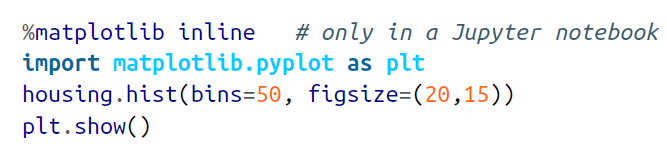 %matplotlib inline   # only in a Jupyter notebook
import matplotlib.pyplot as plt
housing.hist(bins=50, figsize=(20,15))
plt.show()